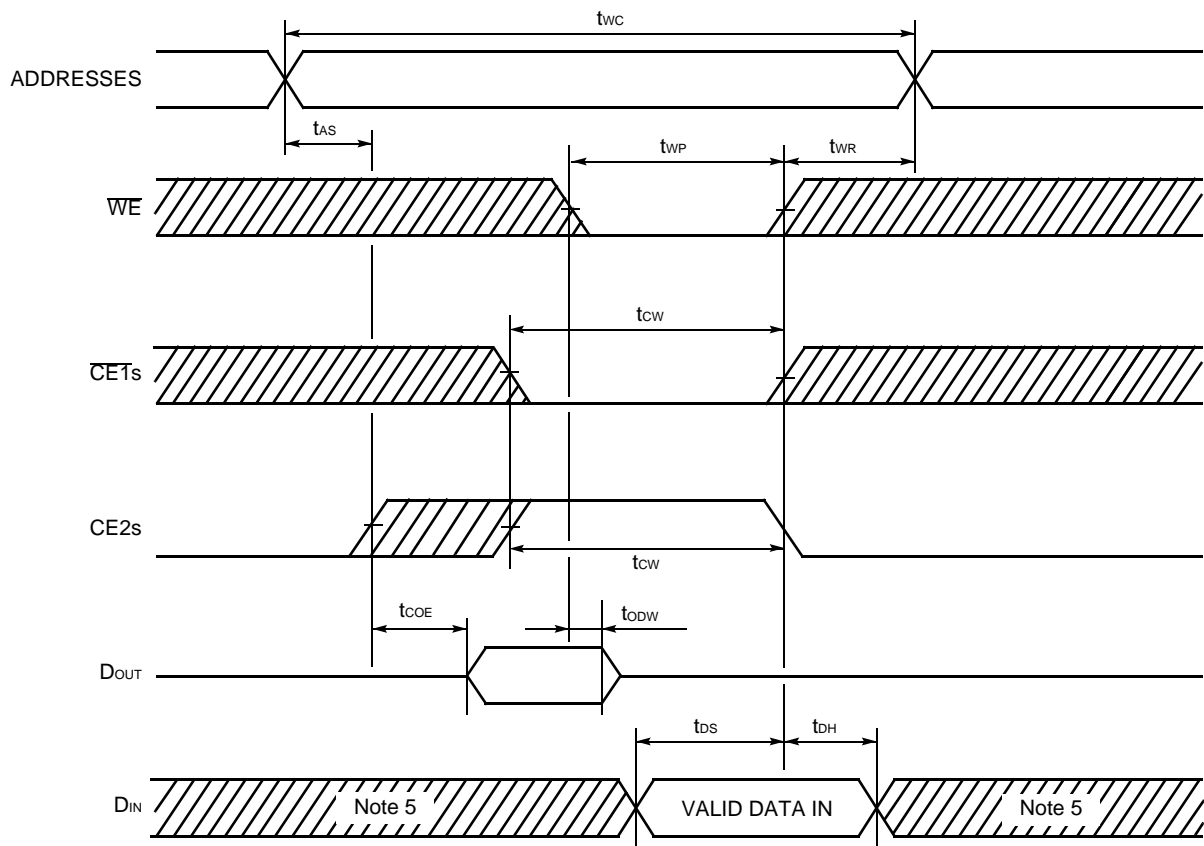 tWC
ADDRESSES
tAS
tWP
tWR
WE
tCW
CE1s
CE2s
tCW
tCOE
tODW
DOUT
tDS
tDH
DIN
Note 5
VALID DATA IN
Note 5